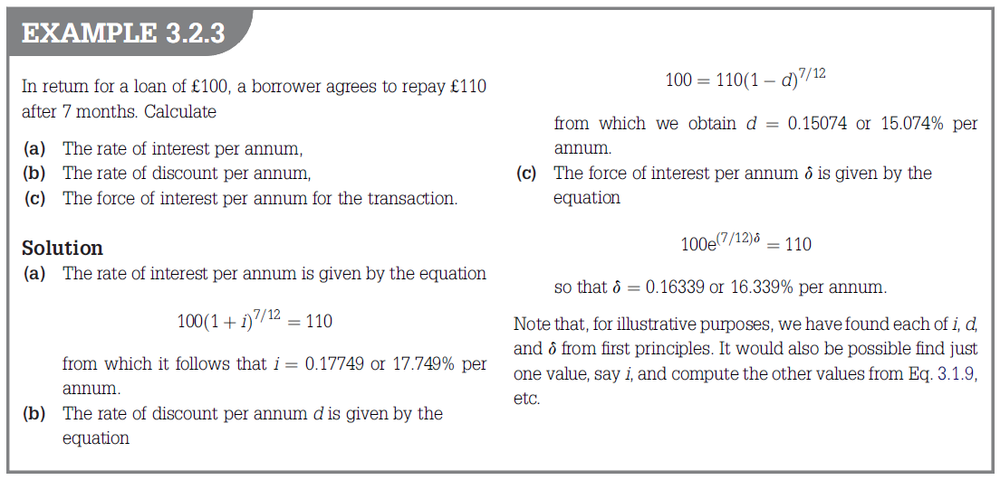 EXAMPLE 3.2.3
In return for a loan of £100, a borrower agrees to repay £110
after 7 months. Calculate
(a) The rate of interest per annum,
(b) The rate of discount per annum,
(c) The force of interest per annum for the transaction.
Solution
(a) The rate of interest per annum is given by the equation
100(1 + i)^{7/12} = 110
from which it follows that i = 0.17749 or 17.749% per
annum.
(b) The rate of discount per annum d is given by the
equation
100 = 110(1 − d)^{7/12}
from which we obtain d = 0.15074 or 15.074% per
annum.
(c) The force of interest per annum δ is given by the
equation
100e^{(7/12)δ} = 110
so that δ = 0.16339 or 16.339% per annum.
Note that, for illustrative purposes, we have found each of i, d,
and δ from first principles. It would also be possible find just
one value, say i, and compute the other values from Eq. 3.1.9,
etc.